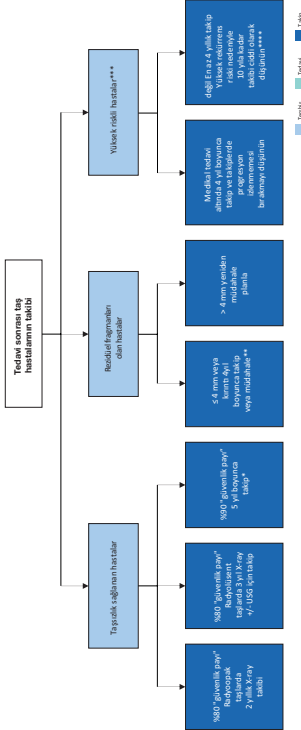 Tedavi sonrası taş
hastalarının takibi
Taşsızlık sağlanan hastalar
Rezidüel fragmanları
olan hastalar
Yüksek riskli hastalar***
%80 "güvenlik payı"
Radyoopak
taşlarda
2 yıllık X-ray
takibi
%80 "güvenlik payı"
Radyolüsent
taşlarda 3 yıl X-ray
+/- USG için takip
%90 "güvenlik payı"
5 yıl boyunca
takip*
≤ 4 mm veya
kırıntı 4yıl
boyunca takip
veya müdahale**
> 4 mm yeniden
müdahale
planla
Medikal tedavi
altında 4 yıl boyunca
takip ve takiplerde
progresyon
izlenmemesi
bırakmayı düşünün
değil En az 4 yıllık takip
Yüksek rekürrens
riski nedeniyle
10 yıla kadar
takibi ciddi olarak
düşünün****